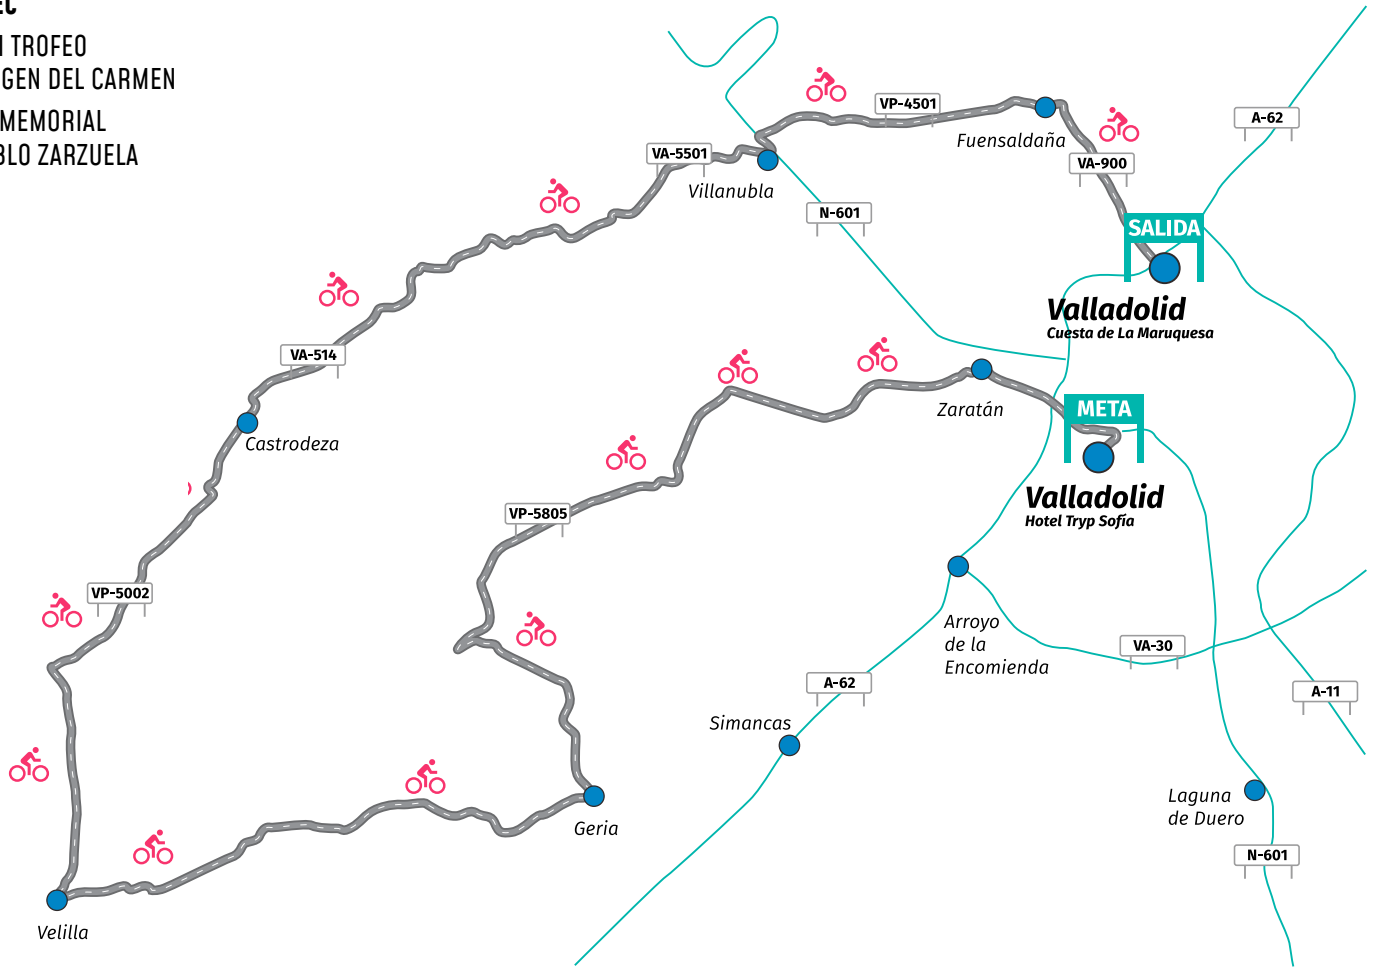 TROFEO
GEN DEL CARMEN
MEMORIAL
BLO ZARZUELA
VP-4501
A-62
Fuensaldaña
VA-5501
VA-900
Villanubla
N-601
SALIDA
Valladolid
Cuesta de La Maruquesa
VA-514
META
Zaratán
Castrodeza
Valladolid
Hotel Tryp Sofía
VP-5805
VP-5002
Arroyo
de la
Encomienda
VA-30
A-62
A-11
Simancas
Laguna
de Duero
Geria
N-601
Velilla